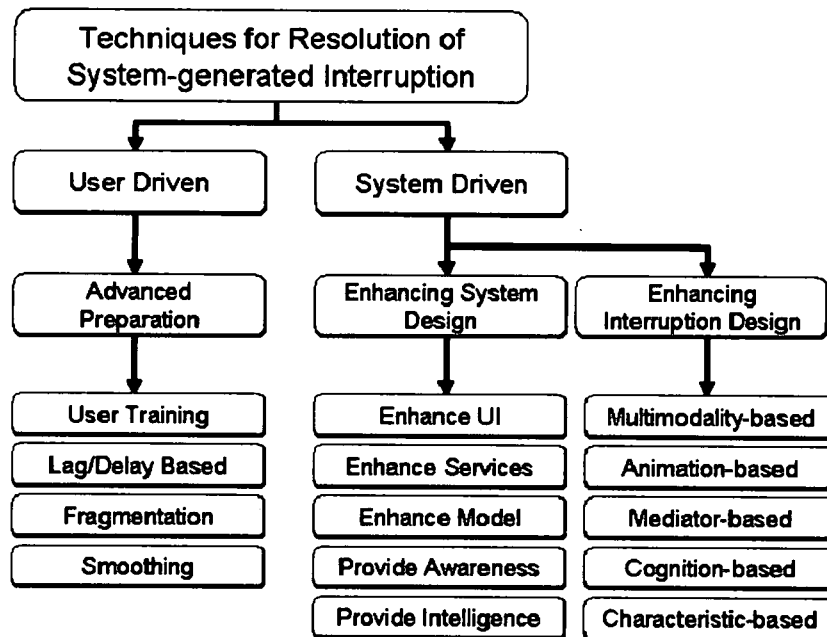 Techniques for Resolution of
System-generated Interruption
User Driven
System Driven
Advanced
Preparation
Enhancing System
Design
Enhancing
Interruption Design
User Training
Lag/Delay Based
Fragmentation
Smoothing
Enhance UI
Enhance Services
Enhance Model
Provide Awareness
Provide Intelligence
Multimodality-based
Animation-based
Mediator-based
Cognition-based
Characteristic-based